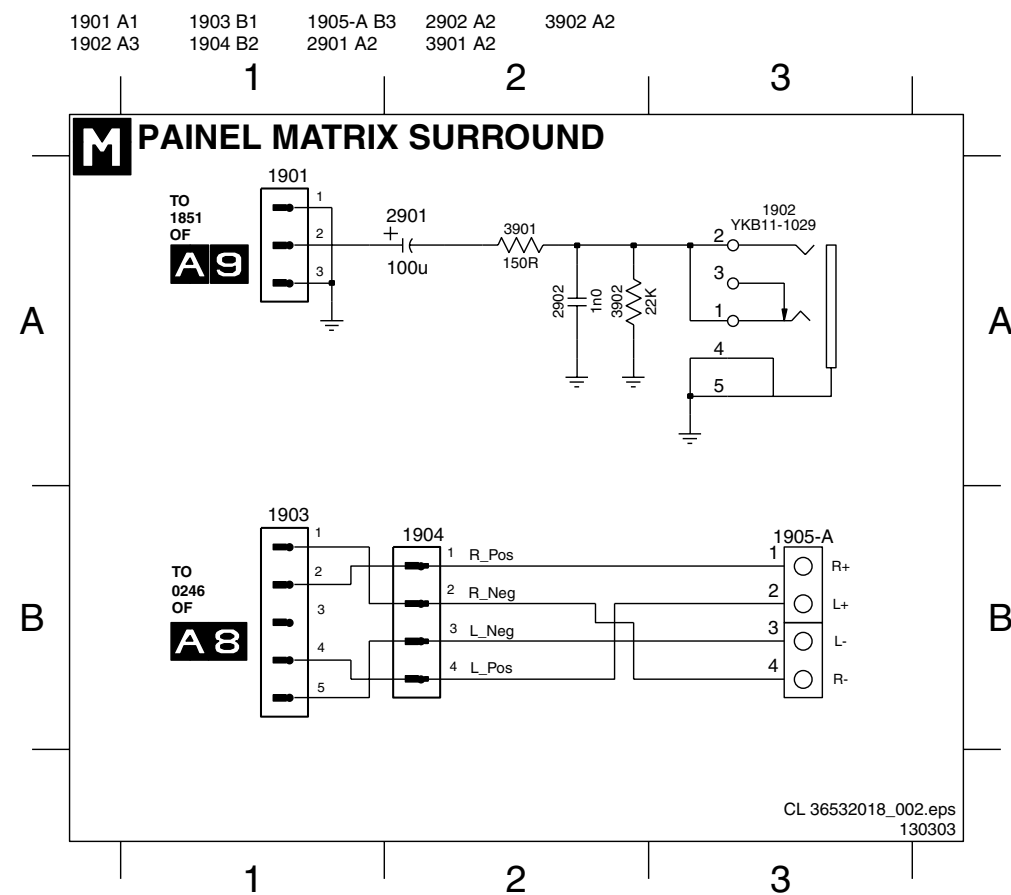 1901 A1 1903 B1 1905-A B3 2902 A2 3902 A2
1902 A3 1904 B2 2901 A2 3901 A2
1 2 3
M PAINEL MATRIX SURROUND
A
A
1901
TO
1851
OF
A 9
1
2
3
2901
+
100u
3901
150R
2902
1n0
3902
22K
1902
YKB11-1029
2
3
1
4
5
B
B
1903
TO
0246
OF
A 8
1
2
3
4
5
1904
1 R_Pos
2 R_Neg
3 L_Neg
4 L_Pos
1905-A
1 R+
2 L+
3 L-
4 R-
CL 36532018_002.eps
130303
1 2 3